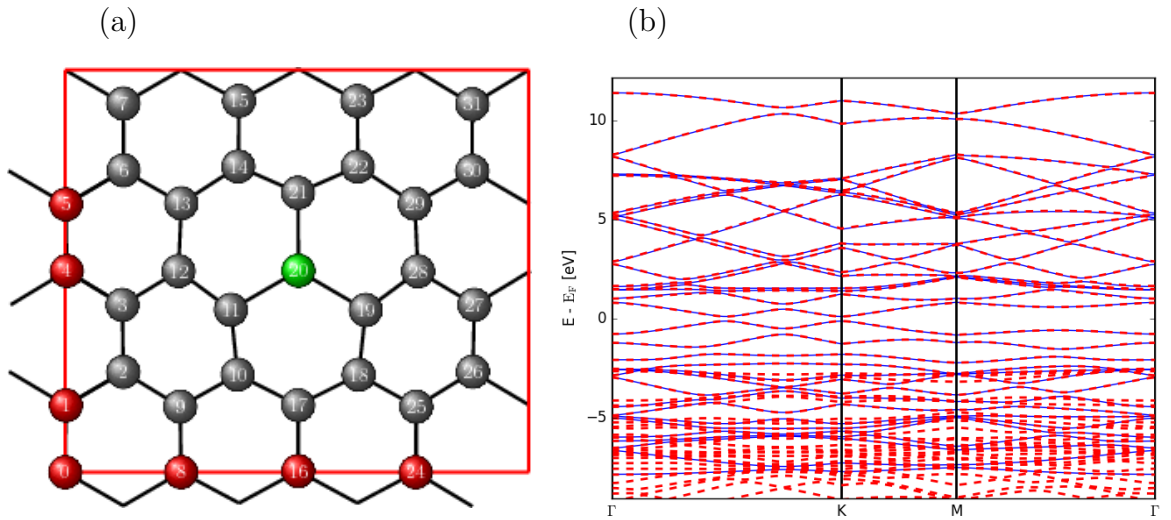 (a)
(b)
7 15 23 31
6 14 22 30
5 13 21 29
4 12 20 28
3 11 19 27
2 10 18 26
1 9 17 25
0 8 16 24
E - E_F [eV]
10
5
0
−5
Γ K M Γ